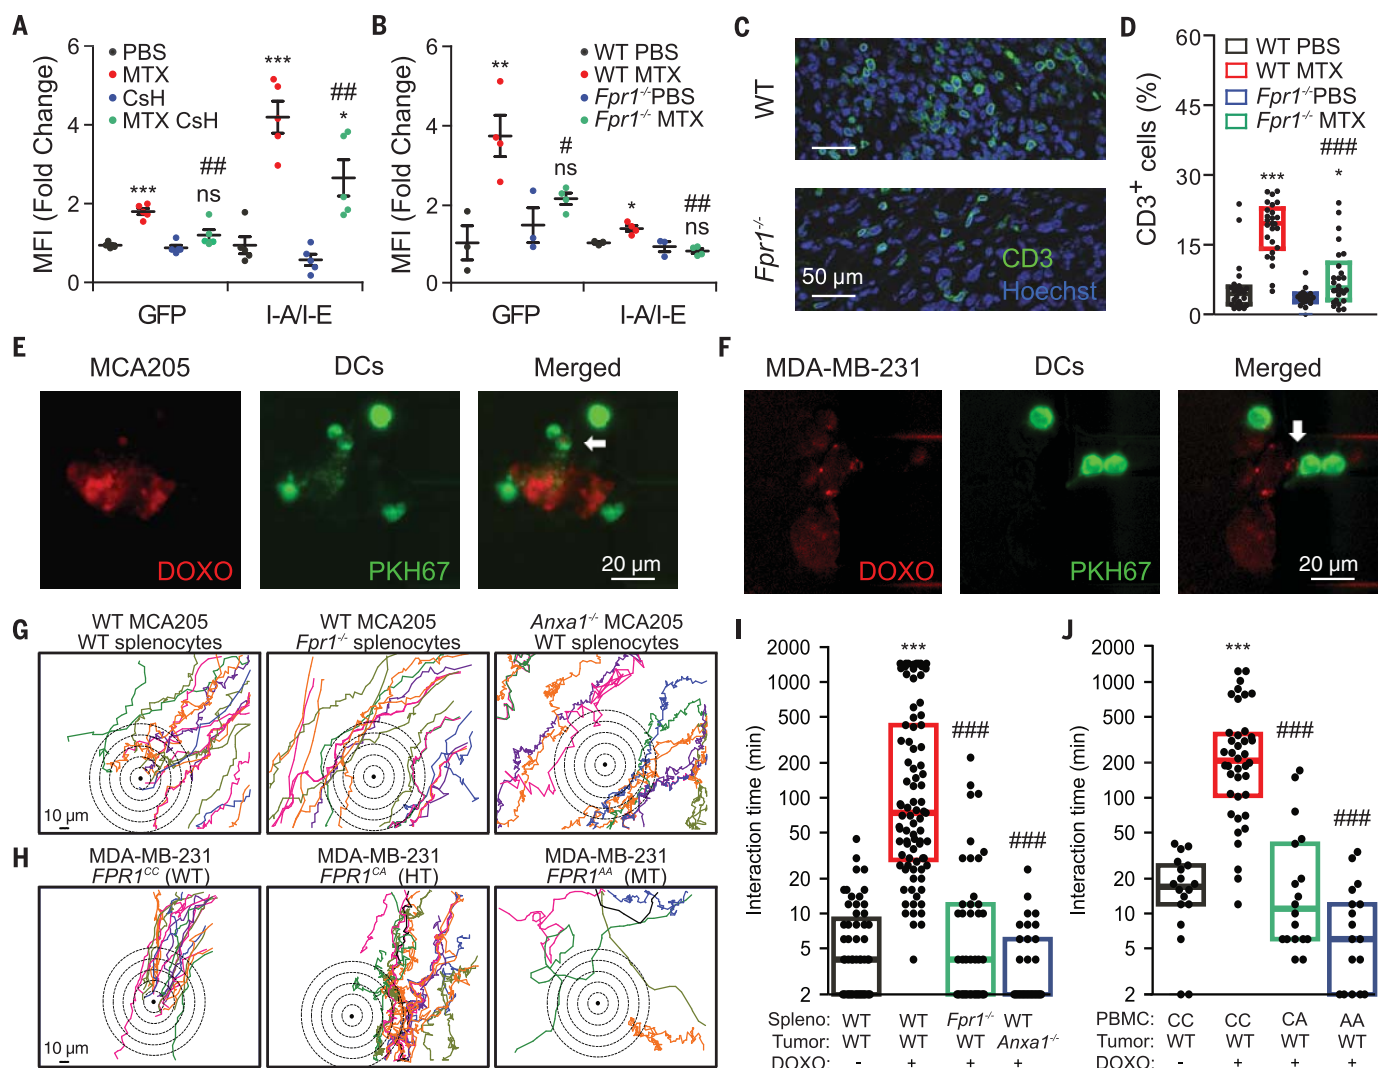 A
MFI (Fold Change)
6
4
2
0
PBS
MTX
CsH
MTX CsH
***
ns
##
***
*
##
GFP
I-A/I-E
B
MFI (Fold Change)
6
4
2
0
WT PBS
WT MTX
Fpr1-/-PBS
Fpr1-/- MTX
**
#
ns
*
##
ns
GFP
I-A/I-E
C
WT
Fpr1-/-
CD3
Hoechst
50 µm
D
CD3+ cells (%)
60
45
30
15
0
WT PBS
WT MTX
Fpr1-/-PBS
Fpr1-/- MTX
***
###
*
E
MCA205
DCs
Merged
DOXO
PKH67
20 µm
F
MDA-MB-231
DCs
Merged
DOXO
PKH67
20 µm
G
WT MCA205
WT splenocytes
WT MCA205
Fpr1-/- splenocytes
Anxa1-/- MCA205
WT splenocytes
10 µm
H
MDA-MB-231
FPR1CC (WT)
MDA-MB-231
FPR1CA (HT)
MDA-MB-231
FPR1AA (MT)
10 µm
I
Interaction time (min)
2000
1000
500
200
100
50
20
10
5
2
***
###
###
Spleno: WT WT Fpr1-/- WT
Tumor: WT WT WT Anxa1-/-
DOXO: - + + +
J
Interaction time (min)
2000
1000
500
200
100
50
20
10
5
2
***
###
###
PBMC: CC CC CA AA
Tumor: WT WT WT WT
DOXO: - + + +